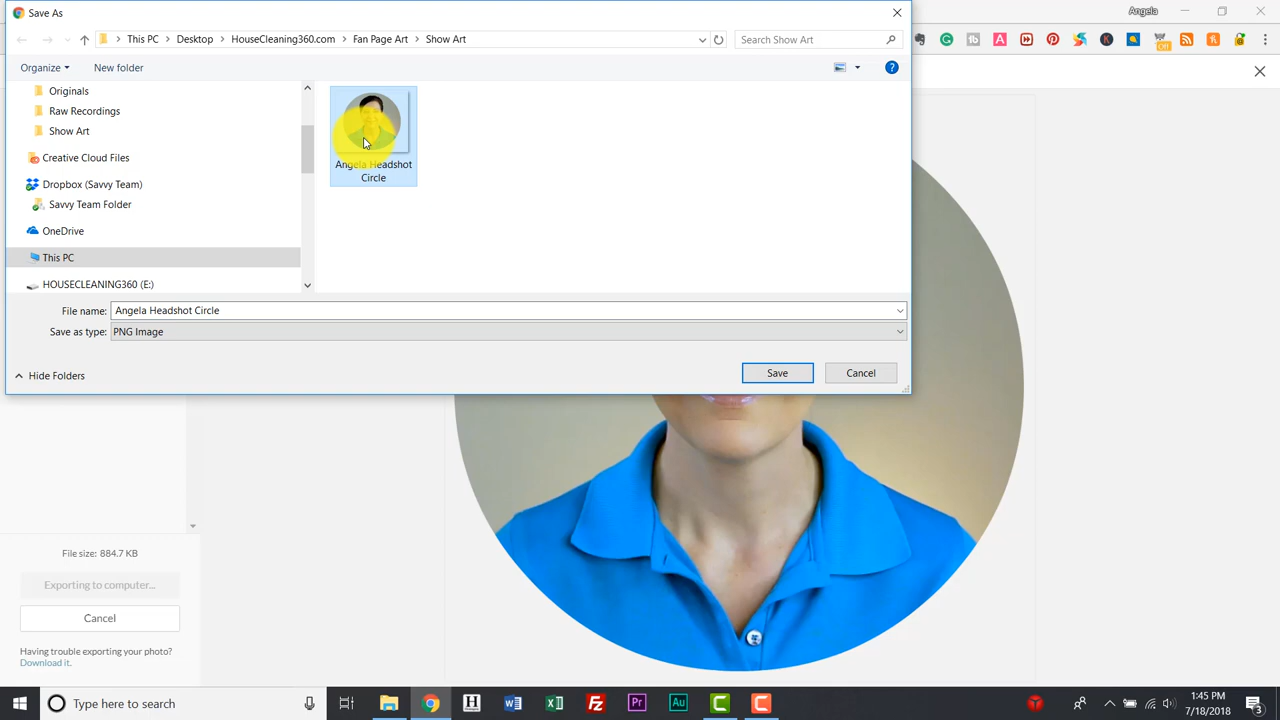 Save As
Angela
This PC > Desktop > HouseCleaning360.com > Fan Page Art > Show Art
Search Show Art
Off
Organize
New folder
?
Originals
Raw Recordings
Show Art
Creative Cloud Files
Dropbox (Savvy Team)
Savvy Team Folder
OneDrive
This PC
HOUSECLEANING360 (E:)
Angela Headshot
Circle
File name: Angela Headshot Circle
Save as type: PNG Image
Hide Folders
Save
Cancel
File size: 884.7 KB
Exporting to computer...
Cancel
Having trouble exporting your photo?
Download it.
Type here to search
H
Pr
Au
1:45 PM
7/18/2018
3